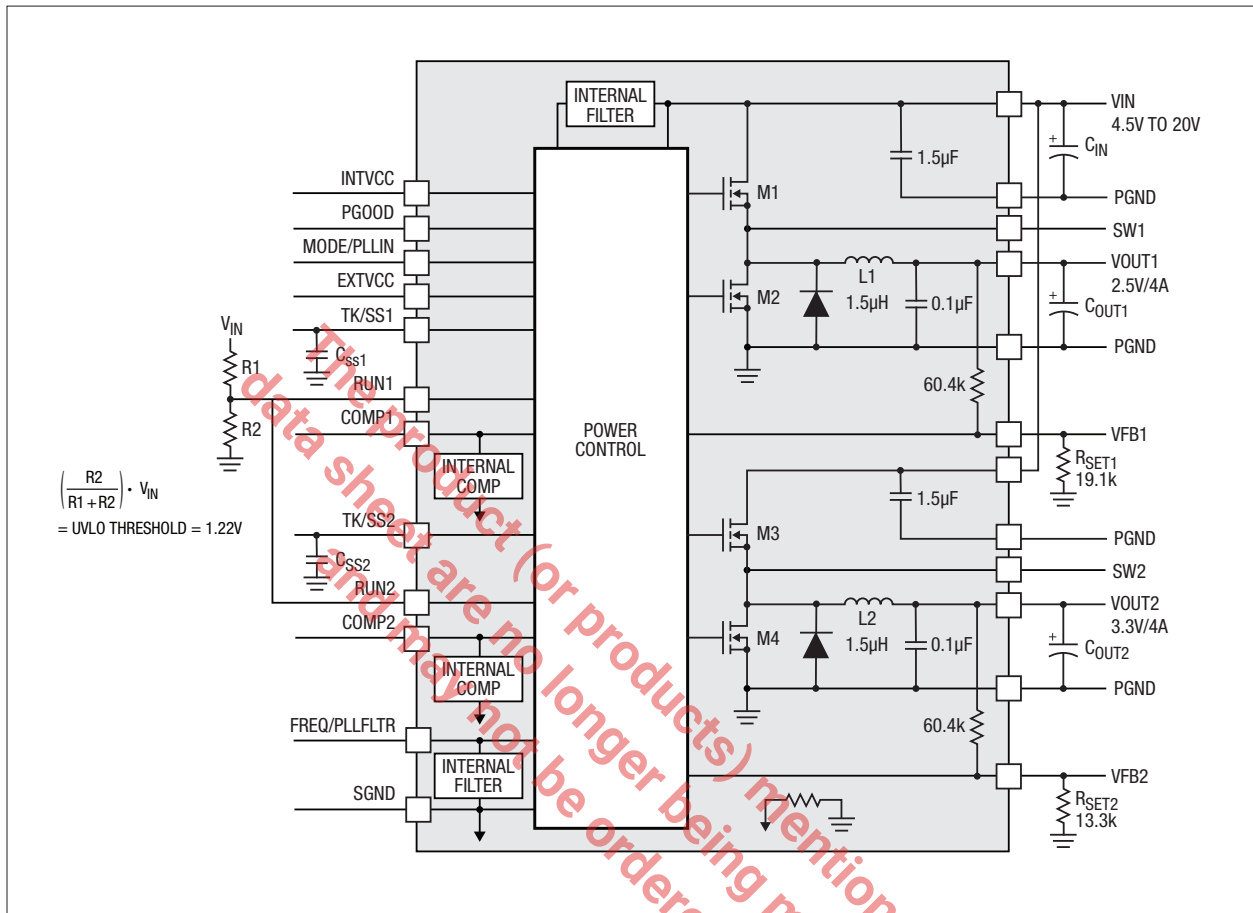 INTERNAL
FILTER
VIN
4.5V TO 20V
+
C_IN
1.5µF
INTVCC
M1
PGND
PGOOD
SW1
MODE/PLLIN
VOUT1
L1
2.5V/4A
EXTVCC
M2
1.5µH
0.1µF
+
C_OUT1
V_IN
TK/SS1
PGND
R1
C_ss1
RUN1
60.4k
COMP1
R2
POWER
CONTROL
VFB1
INTERNAL
COMP
R_SET1
19.1k
(R2/R1+R2) • V_IN
= UVLO THRESHOLD = 1.22V
1.5µF
TK/SS2
M3
PGND
C_SS2
SW2
RUN2
VOUT2
COMP2
L2
3.3V/4A
M4
1.5µH
0.1µF
+
C_OUT2
INTERNAL
COMP
PGND
FREQ/PLLFLTR
60.4k
INTERNAL
FILTER
VFB2
SGND
R_SET2
13.3k
The product (or products) mention
data sheet are no longer being m
and may not be ordere